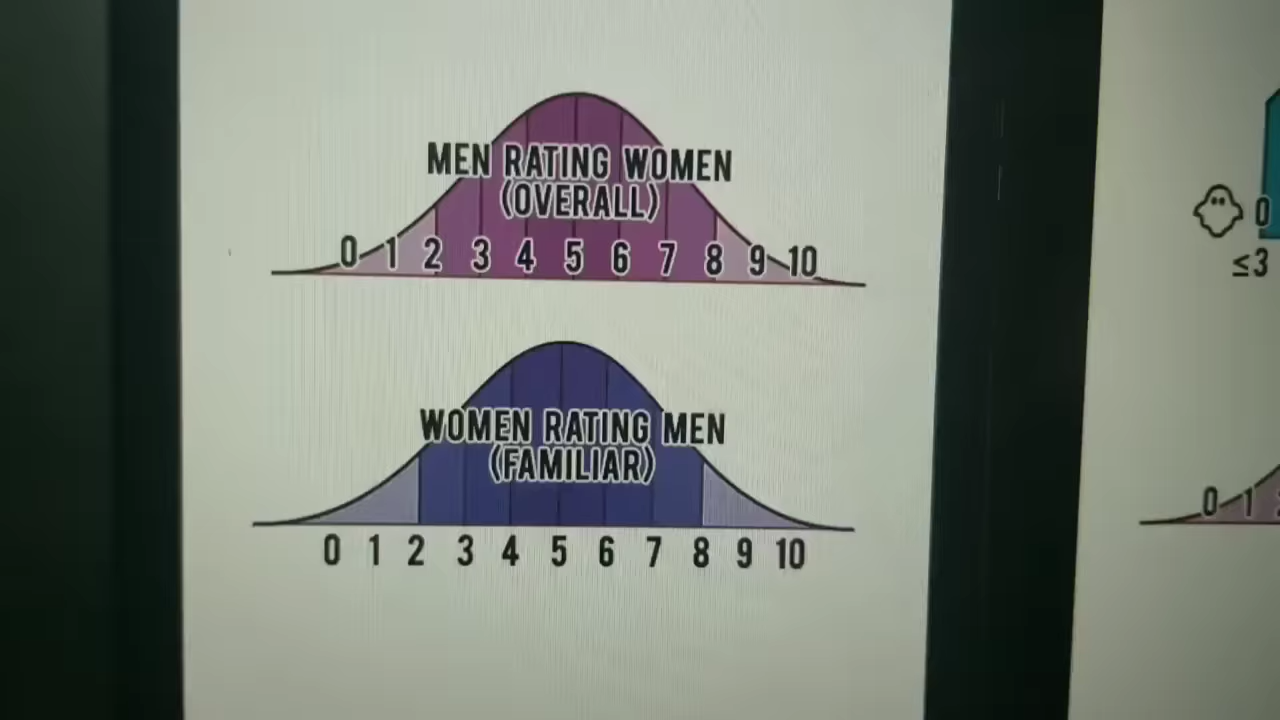 MEN RATING WOMEN
(OVERALL)
0 1 2 3 4 5 6 7 8 9 10
WOMEN RATING MEN
(FAMILIAR)
0 1 2 3 4 5 6 7 8 9 10
0
≤3
0 1